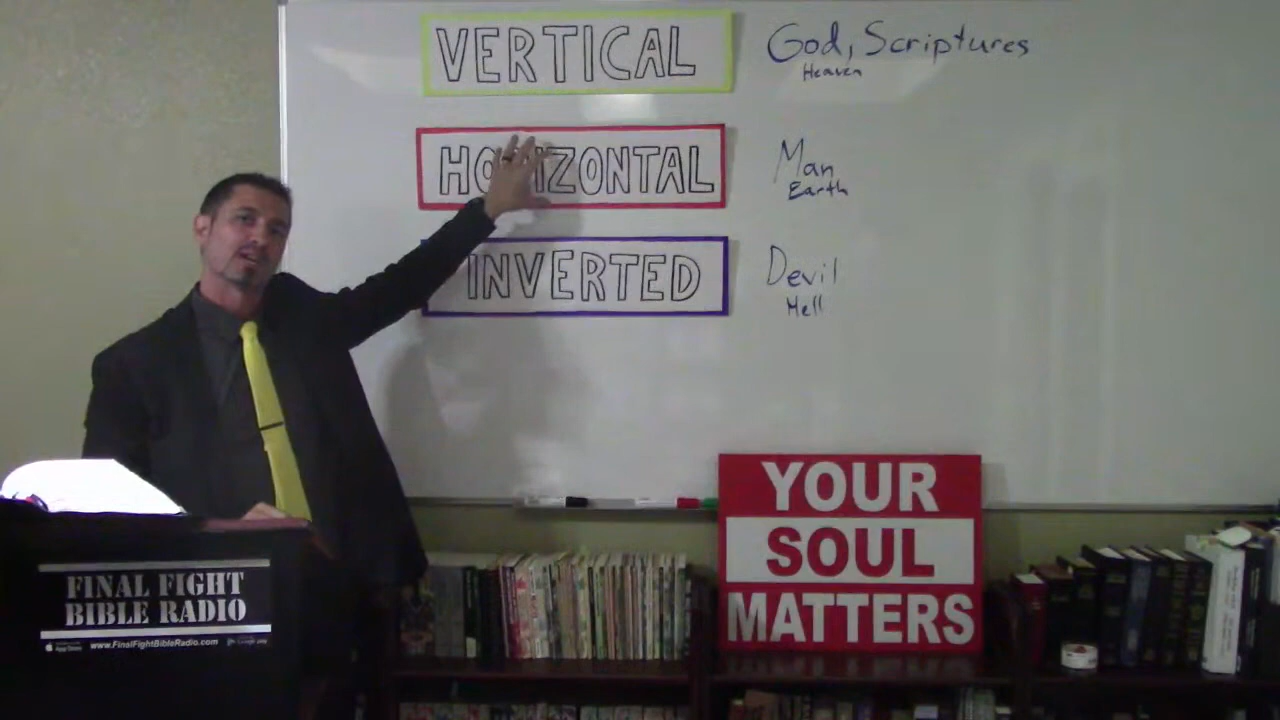 VERTICAL
God, Scriptures
Heaven
HORIZONTAL
Man
Earth
INVERTED
Devil
Hell
YOUR
SOUL
MATTERS
FINAL FIGHT
BIBLE RADIO
www.FinalFightBibleRadio.com